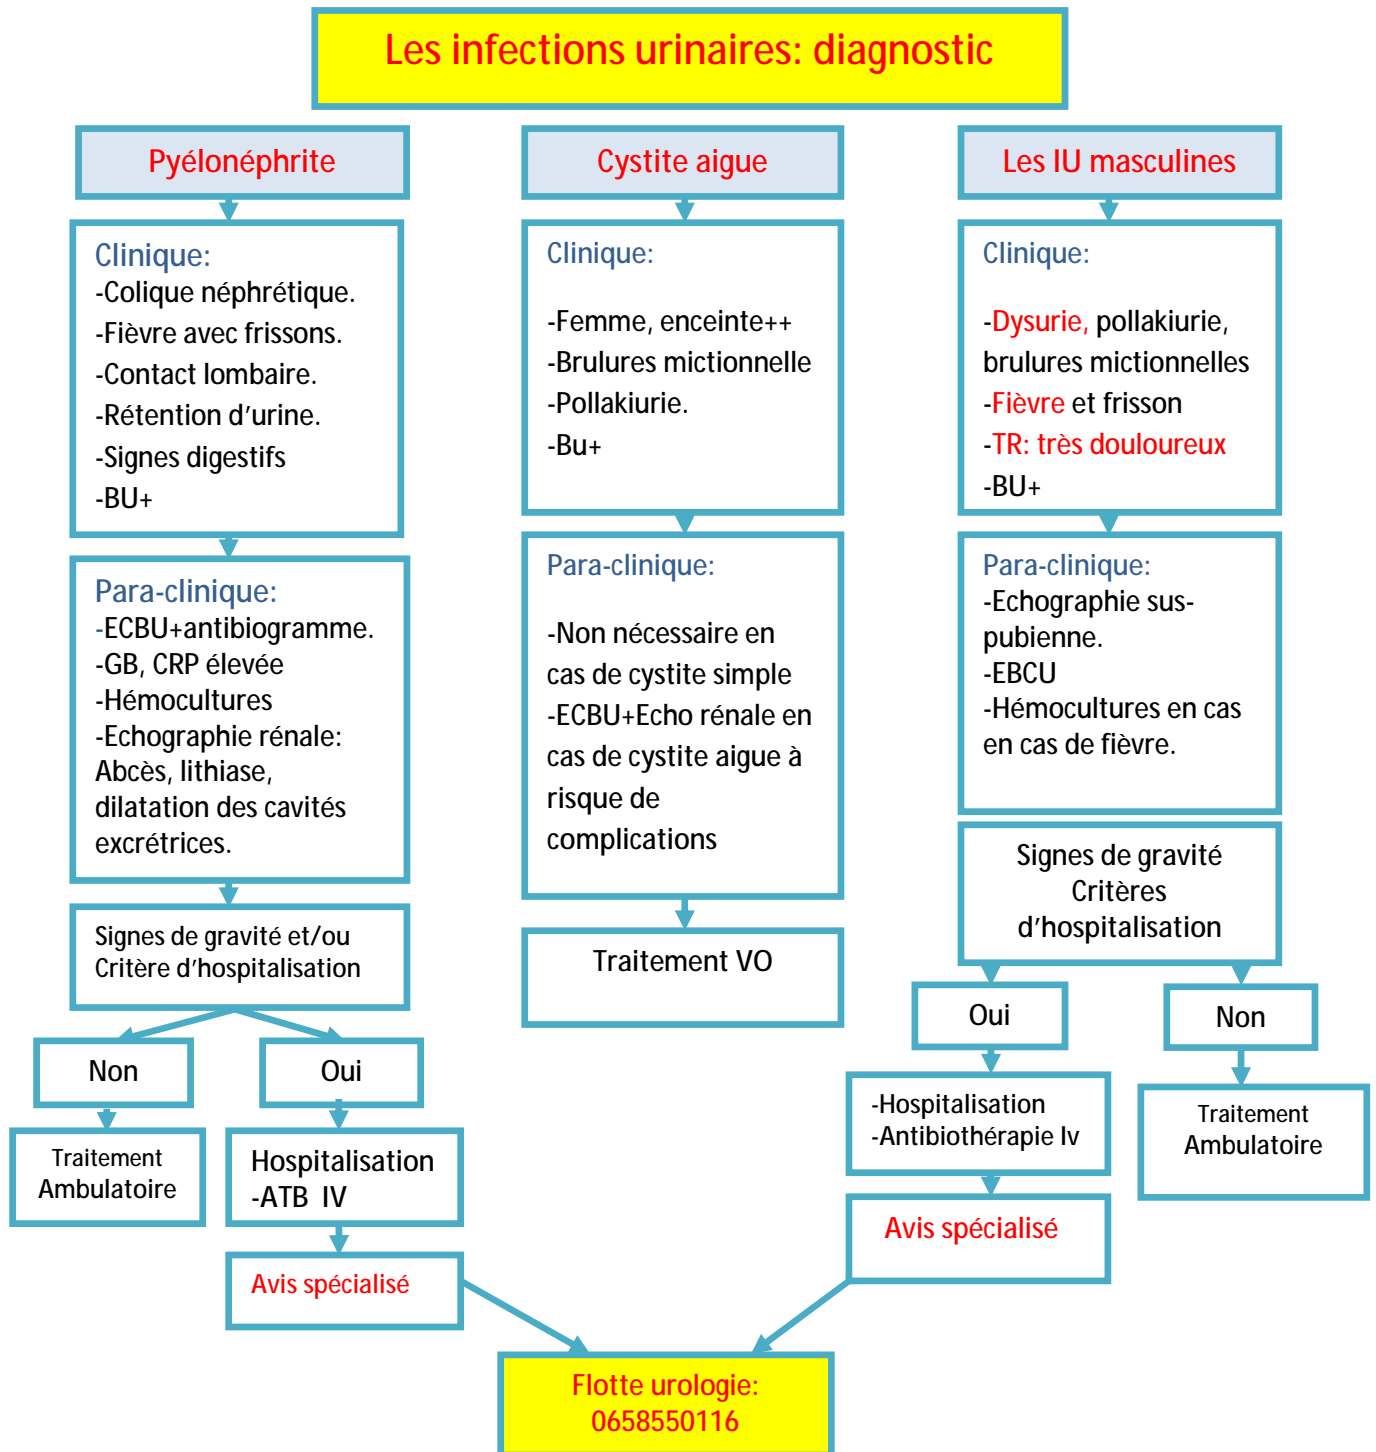 Les infections urinaires: diagnostic
Pyélonéphrite
Clinique:
-Colique néphrétique.
-Fièvre avec frissons.
-Contact lombaire.
-Rétention d'urine.
-Signes digestifs
-BU+
Para-clinique:
-ECBU+antibiogramme.
-GB, CRP élevée
-Hémocultures
-Echographie rénale:
Abcès, lithiase,
dilatation des cavités
excrétrices.
Signes de gravité et/ou
Critère d'hospitalisation
Non
Traitement
Ambulatoire
Oui
Hospitalisation
-ATB IV
Avis spécialisé
Cystite aigue
Clinique:
-Femme, enceinte++
-Brulures mictionnelle
-Pollakiurie.
-Bu+
Para-clinique:
-Non nécessaire en
cas de cystite simple
-ECBU+Echo rénale en
cas de cystite aigue à
risque de
complications
Traitement VO
Les IU masculines
Clinique:
-Dysurie, pollakiurie,
brulures mictionnelles
-Fièvre et frisson
-TR: très douloureux
-BU+
Para-clinique:
-Echographie sus-
pubienne.
-EBCU
-Hémocultures en cas
en cas de fièvre.
Signes de gravité
Critères
d'hospitalisation
Oui
-Hospitalisation
-Antibiothérapie Iv
Avis spécialisé
Non
Traitement
Ambulatoire
Flotte urologie:
0658550116